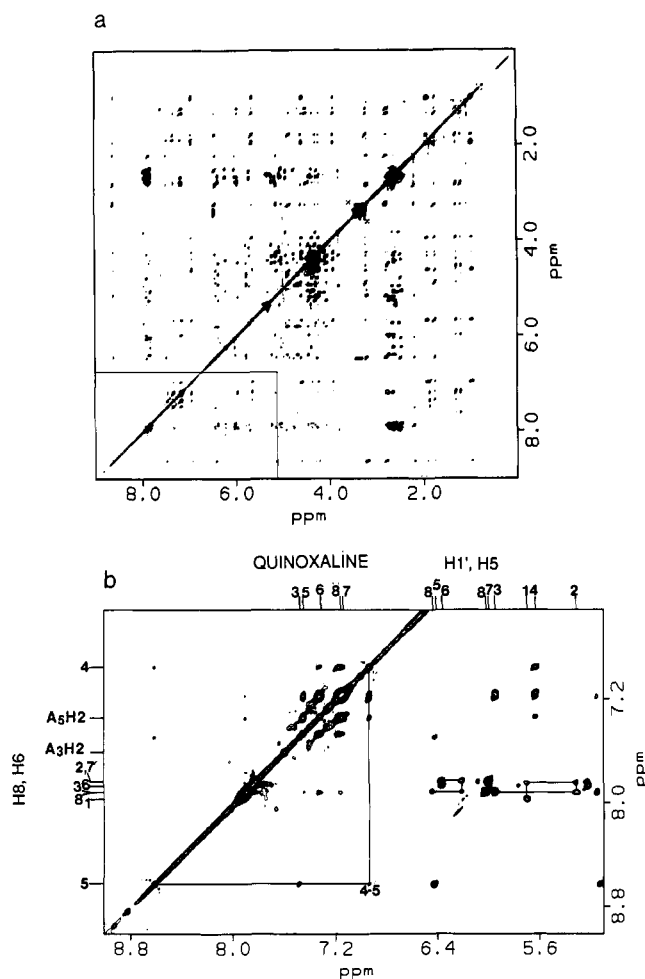 a
2.0
4.0
6.0
8.0
ppm
8.0 6.0 4.0 2.0
ppm
b
QUINOXALINE H1', H5
3,5 6 8,7 8 5 6 8 7 3 1 4 2
4
A5H2
A3H2
2,7
3 6
8 1
5
H8, H6
4-5
7.2
8.0
8.8
ppm
8.8 8.0 7.2 6.4 5.6
ppm